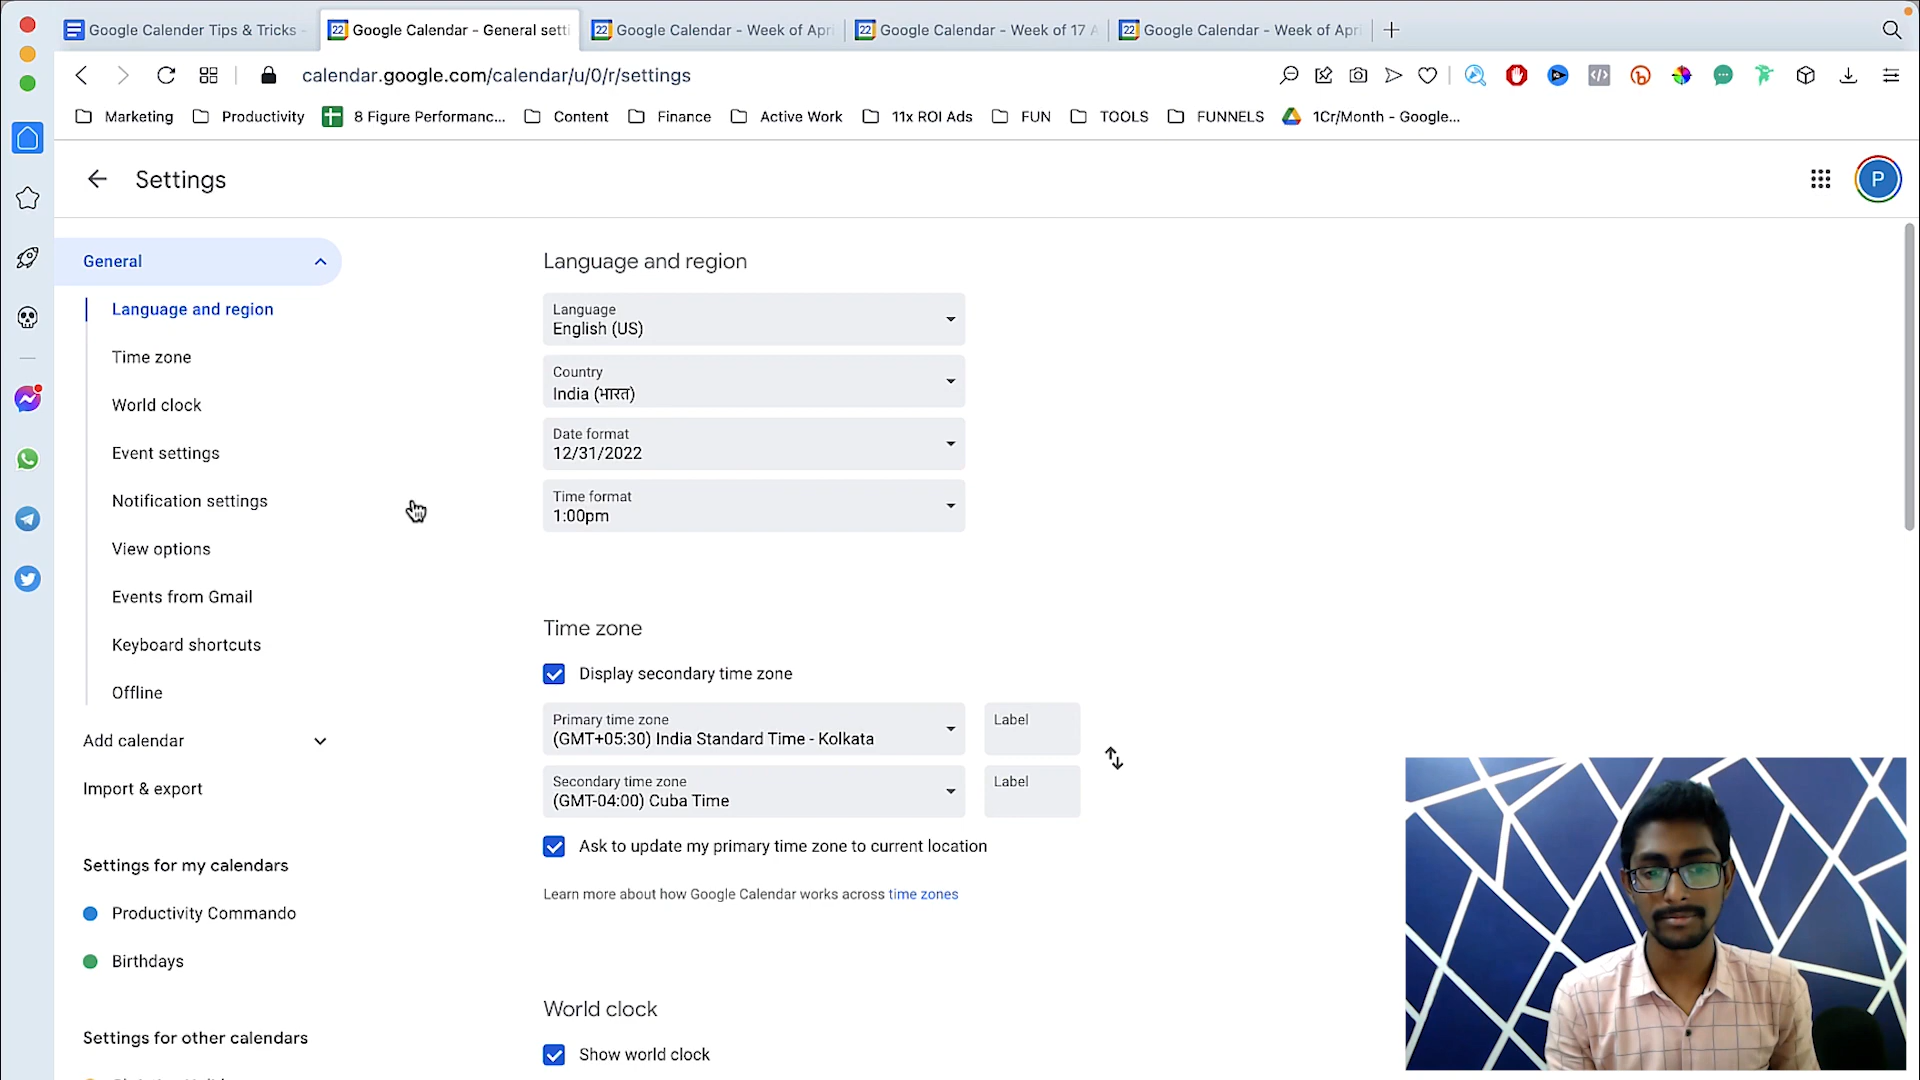 Google Calender Tips & Tricks -
22 Google Calendar - General setti
22 Google Calendar - Week of Apri
22 Google Calendar - Week of 17 A
22 Google Calendar - Week of Apri
calendar.google.com/calendar/u/0/r/settings
Marketing
Productivity
8 Figure Performanc...
Content
Finance
Active Work
11x ROI Ads
FUN
TOOLS
FUNNELS
1Cr/Month - Google...
Settings
P
General
Language and region
Time zone
World clock
Event settings
Notification settings
View options
Events from Gmail
Keyboard shortcuts
Offline
Add calendar
Import & export
Settings for my calendars
Productivity Commando
Birthdays
Settings for other calendars
Language and region
Language
English (US)
Country
India (भारत)
Date format
12/31/2022
Time format
1:00pm
Time zone
Display secondary time zone
Primary time zone
(GMT+05:30) India Standard Time - Kolkata
Label
Secondary time zone
(GMT-04:00) Cuba Time
Label
Ask to update my primary time zone to current location
Learn more about how Google Calendar works across time zones
World clock
Show world clock